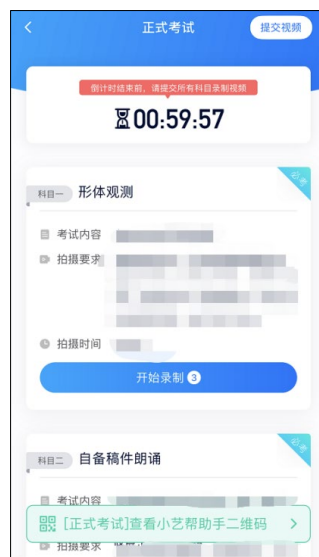 正式考试
提交视频
倒计时结束前，请提交所有科目录制视频
00:59:57
必考
科目一 形体观测
考试内容
拍摄要求
拍摄时间
开始录制 3
必考
科目二 自备稿件朗诵
考试内容
[正式考试]查看小艺帮助手二维码
拍摄要求